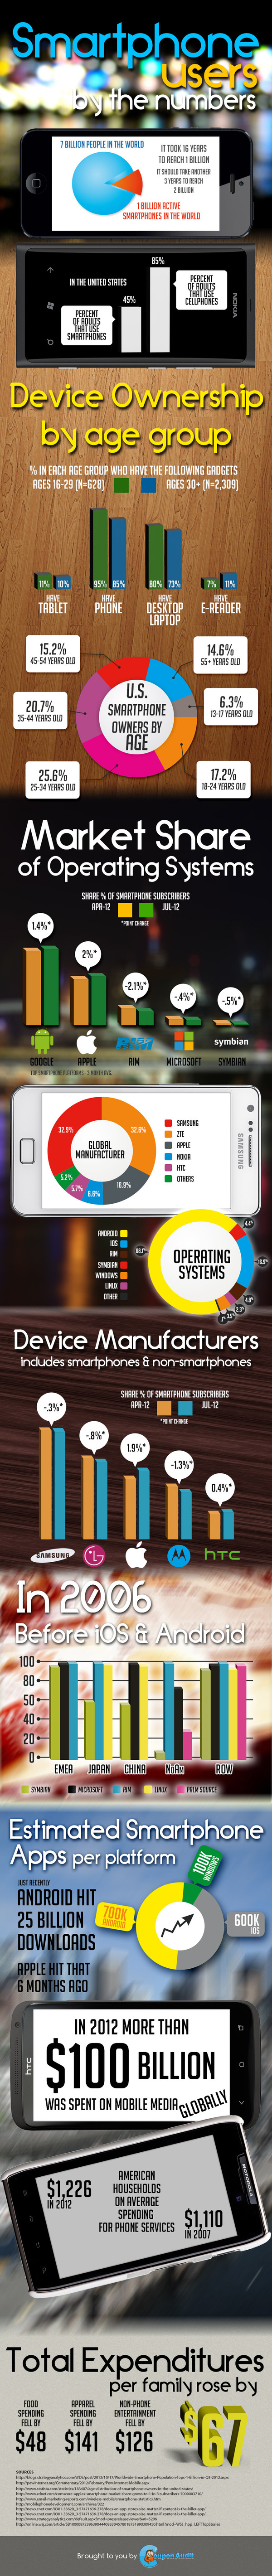 Smartphone
users
by the numbers
7 BILLION PEOPLE IN THE WORLD
IT TOOK 16 YEARS
TO REACH 1 BILLION
IT SHOULD TAKE ANOTHER
3 YEARS TO REACH
2 BILLION
1 BILLION ACTIVE
SMARTPHONES IN THE WORLD
IN THE UNITED STATES
85%
45%
PERCENT
OF ADULTS
THAT USE
CELLPHONES
PERCENT
OF ADULTS
THAT USE
SMARTPHONES
NOKIA
Device Ownership
by age group
% IN EACH AGE GROUP WHO HAVE THE FOLLOWING GADGETS
AGES 16-29 (N=628)
AGES 30+ (N=2,309)
11% 10%
95% 85%
80% 73%
7% 11%
HAVE
TABLET
HAVE
PHONE
HAVE
DESKTOP
LAPTOP
HAVE
E-READER
15.2%
45-54 YEARS OLD
14.6%
55+ YEARS OLD
20.7%
35-44 YEARS OLD
6.3%
13-17 YEARS OLD
25.6%
25-34 YEARS OLD
17.2%
18-24 YEARS OLD
U.S.
SMARTPHONE
OWNERS BY
AGE
Market Share
of Operating Systems
SHARE % OF SMARTPHONE SUBSCRIBERS
APR-12
JUL-12
*POINT CHANGE
1.4%*
2%*
-2.1%*
-.4%*
-.5%*
RIM
symbian
GOOGLE
APPLE
RIM
MICROSOFT
SYMBIAN
TOP SMARTPHONE PLATFORMS - 3 MONTH AVG.
GLOBAL
MANUFACTURER
32.9%
32.6%
16.9%
6.6%
5.7%
5.2%
SAMSUNG
ZTE
APPLE
NOKIA
HTC
OTHERS
SAMSUNG
ANDROID
IOS
RIM
SYMBIAN
WINDOWS
LINUX
OTHER
OPERATING
SYSTEMS
4.4%
4.8%
Device Manufacturers
includes smartphones & non-smartphones
SHARE % OF SMARTPHONE SUBSCRIBERS
APR-12
JUL-12
*POINT CHANGE
-.3%*
-.8%*
1.9%*
-1.3%*
0.4%*
SAMSUNG
LG
hTC
In 2006
Before iOS & Android
100
80
60
40
20
0
EMEA
JAPAN
CHINA
NOAM
ROW
SYMBIAN
MICROSOFT
RIM
LINUX
PALM SOURCE
Estimated Smartphone
Apps per platform
JUST RECENTLY
ANDROID HIT
25 BILLION
DOWNLOADS
APPLE HIT THAT
6 MONTHS AGO
100K
WINDOWS
700K
ANDROID
600K
IOS
hTC
IN 2012 MORE THAN
$100 BILLION
WAS SPENT ON MOBILE MEDIA GLOBALLY
MOTOROLA
$1,226
IN 2012
AMERICAN
HOUSEHOLDS
ON AVERAGE
SPENDING
FOR PHONE SERVICES
$1,110
IN 2007
Total Expenditures
per family rose by
$67
FOOD
SPENDING
FELL BY
$48
APPAREL
SPENDING
FELL BY
$141
NON-PHONE
ENTERTAINMENT
FELL BY
$126
SOURCES
Brought to you by
Coupon Audit